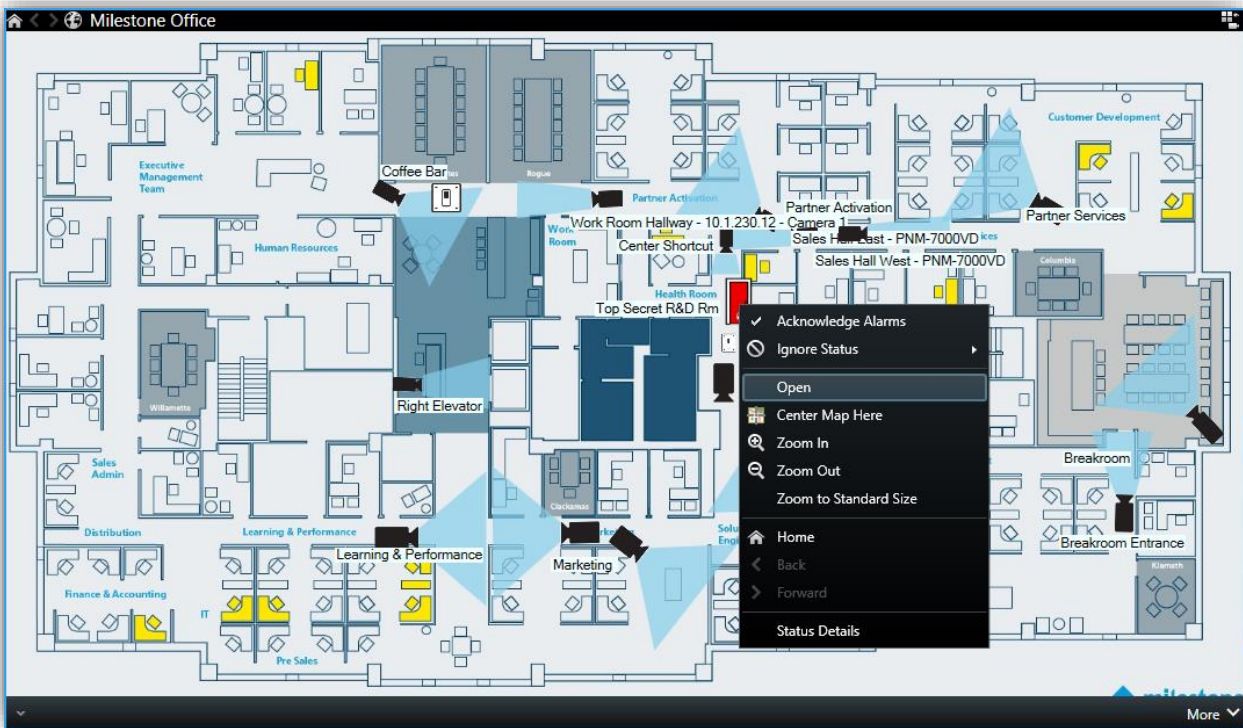 Milestone Office
Customer Development
Executive
Management
Team
Coffee Bar
Rogue
Partner Activation
Partner Activation
Work Room Hallway - 10.1.230.12 - Camera 1
Partner Services
Human Resources
Room
Center Shortcut
Sales Hall East - PNM-7000VD
Sales Hall West - PNM-7000VD
Columbia
Health Room
Top Secret R&D Rm
Acknowledge Alarms
Ignore Status
Open
Center Map Here
Zoom In
Zoom Out
Zoom to Standard Size
Home
Back
Forward
Status Details
Willamette
Right Elevator
Sales
Admin
Breakroom
Clackamas
Distribution
Learning & Performance
Learning & Performance
Marketing
Breakroom Entrance
Klamath
Finance & Accounting
IT
Pre Sales
milestone
More